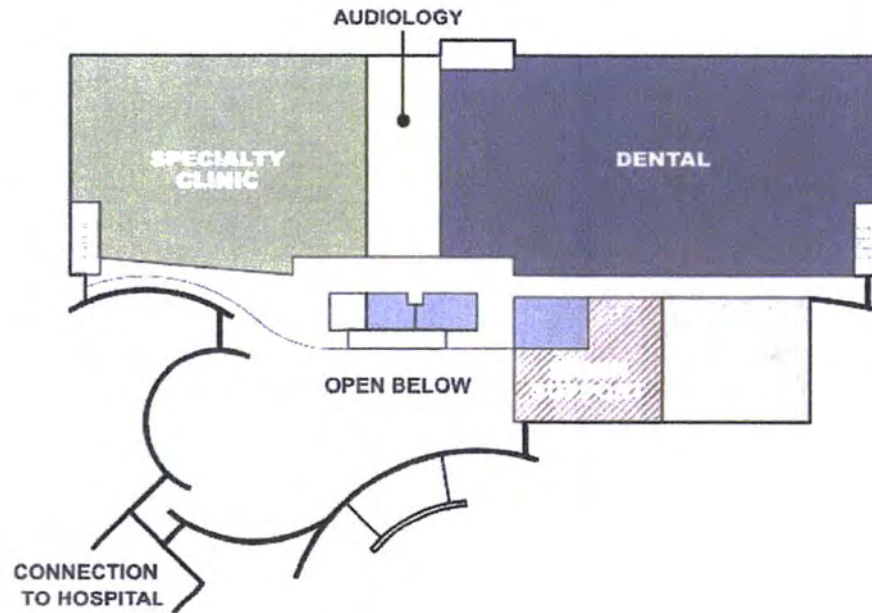 AUDIOLOGY
SPECIALTY
CLINIC
DENTAL
OPEN BELOW
CONNECTION
TO HOSPITAL